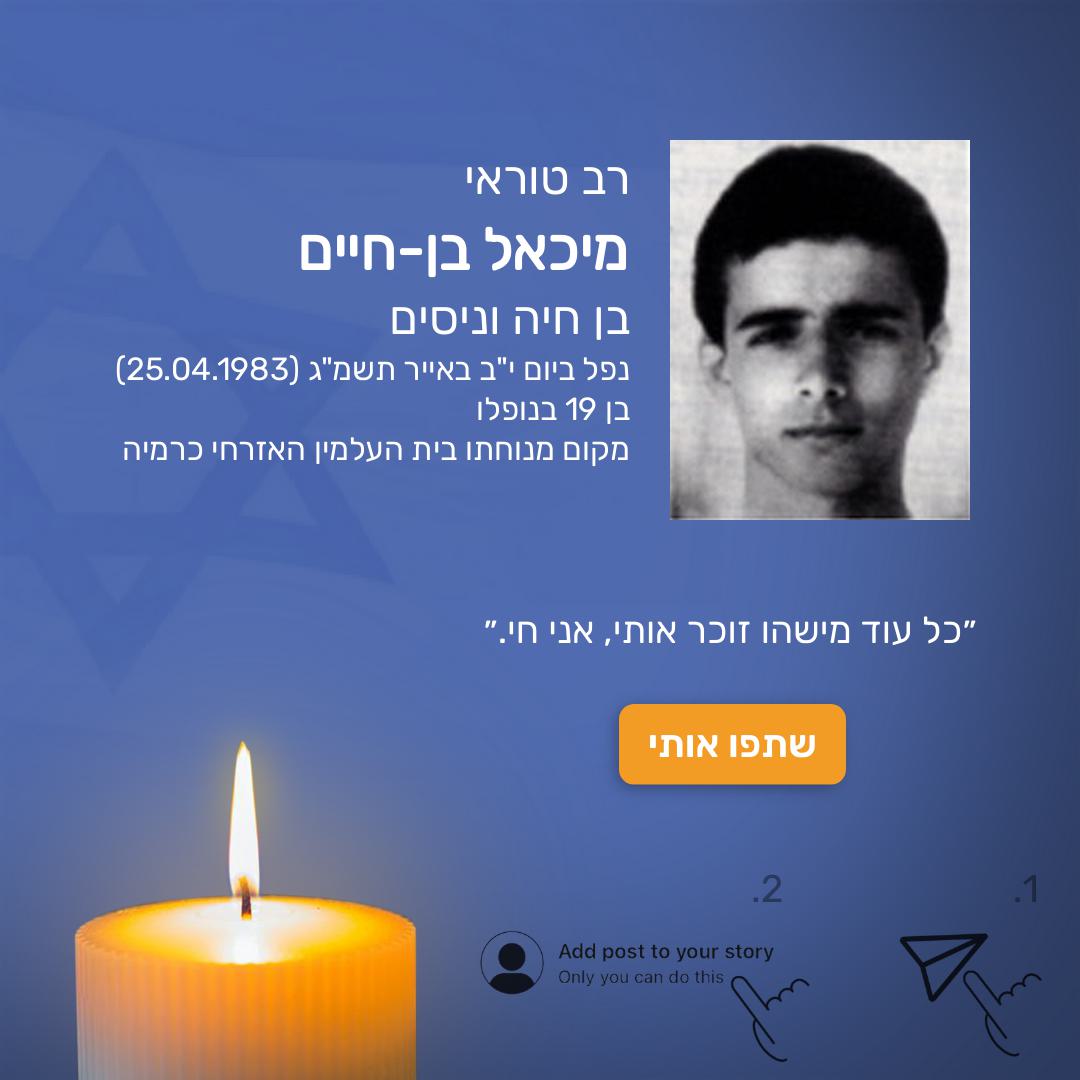 רב טוראי
מיכאל בן-חיים
בן חיה וניסים
נפל ביום י"ב באייר תשמ"ג (25.04.1983)
בן 19 בנופלו
מקום מנוחתו בית העלמין האזרחי כרמיה
״כל עוד מישהו זוכר אותי, אני חי.״
שתפו אותי
1.
2.
Add post to your story
Only you can do this